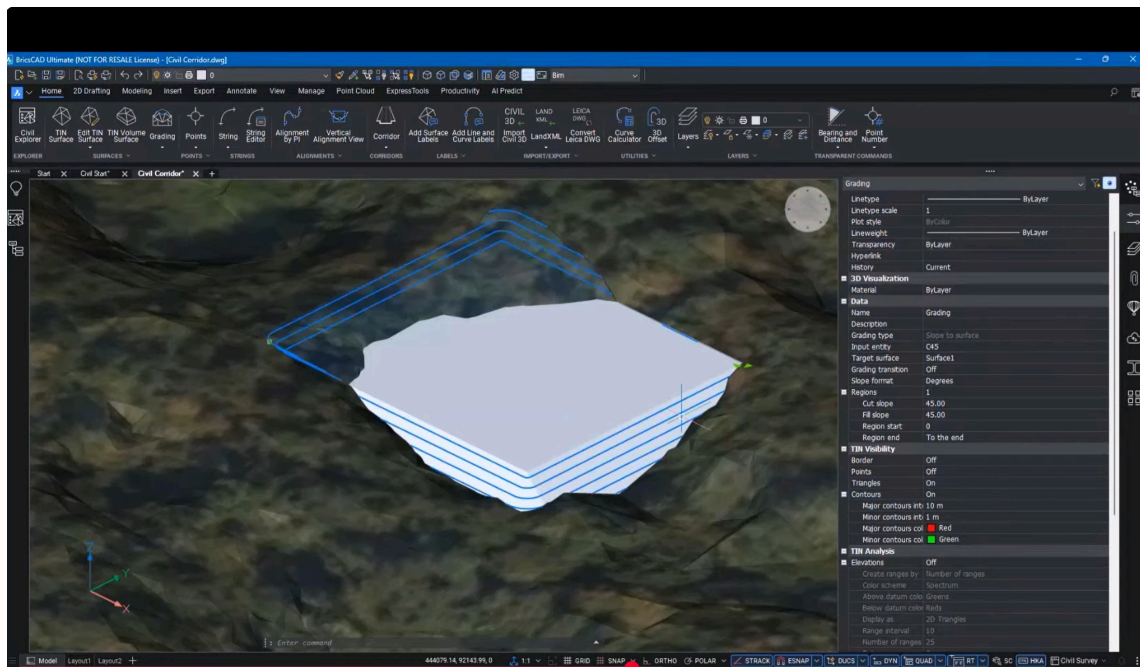 BricsCAD Ultimate (NOT FOR RESALE License) - [Civil Corridor.dwg]
0 Bim
Home 2D Drafting Modeling Insert Export Annotate View Manage Point Cloud ExpressTools Productivity AI Predict
Civil Explorer
TIN Surface
Edit TIN Surface
TIN Volume Surface
Grading
Points
String
String Editor
Alignment by PI
Vertical Alignment View
Corridor
Add Surface Labels
Add Line and Curve Labels
CIVIL 3D
Import Civil 3D
LAND XML
LandXML
LEICA DWG
Convert Leica DWG
Curve Calculator
3D
3D Offset
Layers
0
Bearing and Distance
Point Number
EXPLORER SURFACES POINTS STRINGS ALIGNMENTS CORRIDORS LABELS IMPORT/EXPORT UTILITIES LAYERS TRANSPARENT COMMANDS
Start Civil Start* Civil Corridor*
Grading
Linetype ByLayer
Linetype scale 1
Plot style ByColor
Lineweight ByLayer
Transparency ByLayer
Hyperlink
History Current
3D Visualization
Material ByLayer
Data
Name Grading
Description
Grading type Slope to surface
Input entity C45
Target surface Surface1
Grading transition Off
Slope format Degrees
Regions 1
Cut slope 45.00
Fill slope 45.00
Region start 0
Region end To the end
TIN Visibility
Border Off
Points Off
Triangles On
Contours On
Major contours int 10 m
Minor contours int 1 m
Major contours col Red
Minor contours col Green
TIN Analysis
Elevations Off
Create ranges by Number of ranges
Color scheme Spectrum
Above datum colo Greens
Below datum color Reds
Display as 2D Triangles
Range interval 10
Number of ranges 25
Z
Y
X
: Enter command
Model Layout1 Layout2 444079.14, 92143.99, 0 1:1 GRID SNAP ORTHO POLAR STRACK ESNAP DUCS DYN QUAD RT SC HKA Civil Survey